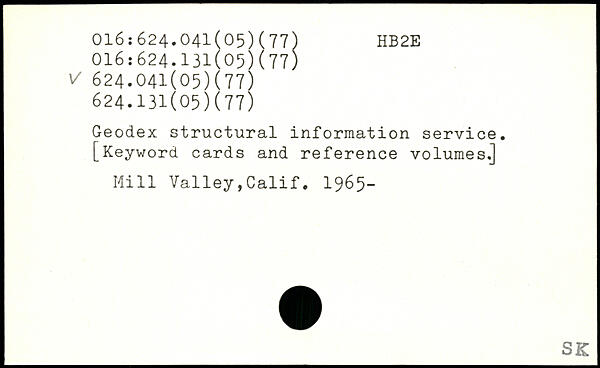 016:624.041(05)(77) HB2E
016:624.131(05)(77)
√ 624.041(05)(77)
624.131(05)(77)
Geodex structural information service.
[Keyword cards and reference volumes.]
Mill Valley,Calif. 1965-
SK